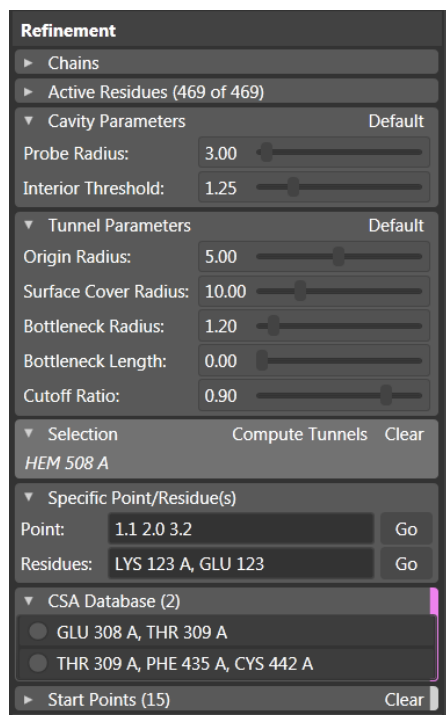 Refinement
Chains
Active Residues (469 of 469)
Cavity Parameters Default
Probe Radius: 3.00
Interior Threshold: 1.25
Tunnel Parameters Default
Origin Radius: 5.00
Surface Cover Radius: 10.00
Bottleneck Radius: 1.20
Bottleneck Length: 0.00
Cutoff Ratio: 0.90
Selection Compute Tunnels Clear
HEM 508 A
Specific Point/Residue(s)
Point: 1.1 2.0 3.2 Go
Residues: LYS 123 A, GLU 123 Go
CSA Database (2)
GLU 308 A, THR 309 A
THR 309 A, PHE 435 A, CYS 442 A
Start Points (15) Clear